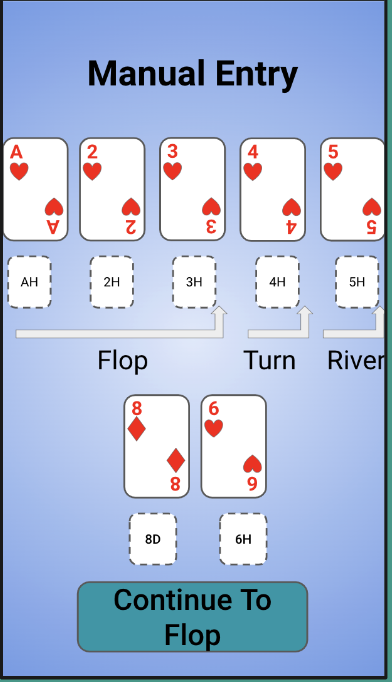 Manual Entry
A 2 3 4 5
A 2 3 4 5
AH 2H 3H 4H 5H
Flop Turn River
8 6
8 6
8D 6H
Continue To
Flop